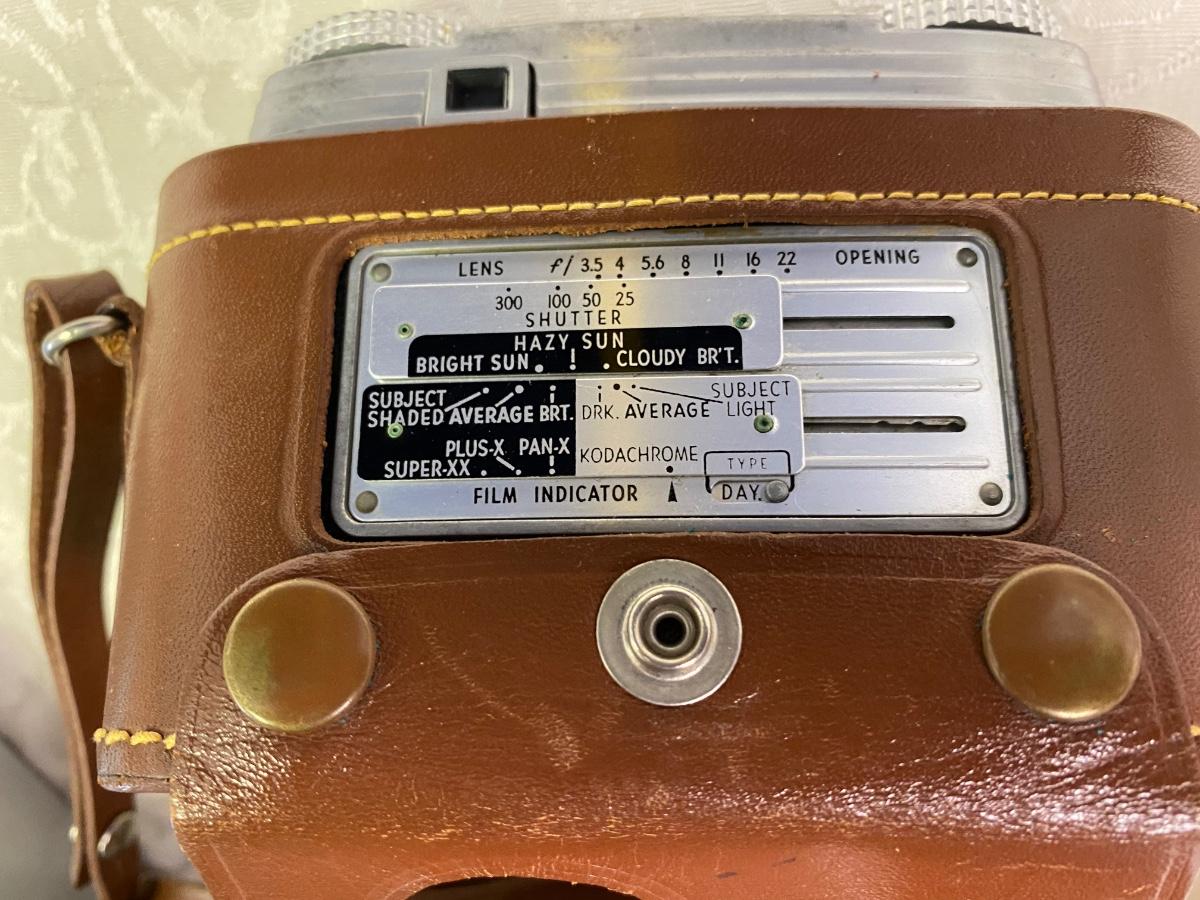 LENS f/ 3.5 4 5.6 8 11 16 22 OPENING
300 100 50 25
SHUTTER
HAZY SUN
BRIGHT SUN CLOUDY BR'T.
SUBJECT SUBJECT
SHADED AVERAGE BRT. DRK. AVERAGE LIGHT
PLUS-X PAN-X KODACHROME
SUPER-XX TYPE
FILM INDICATOR DAY.